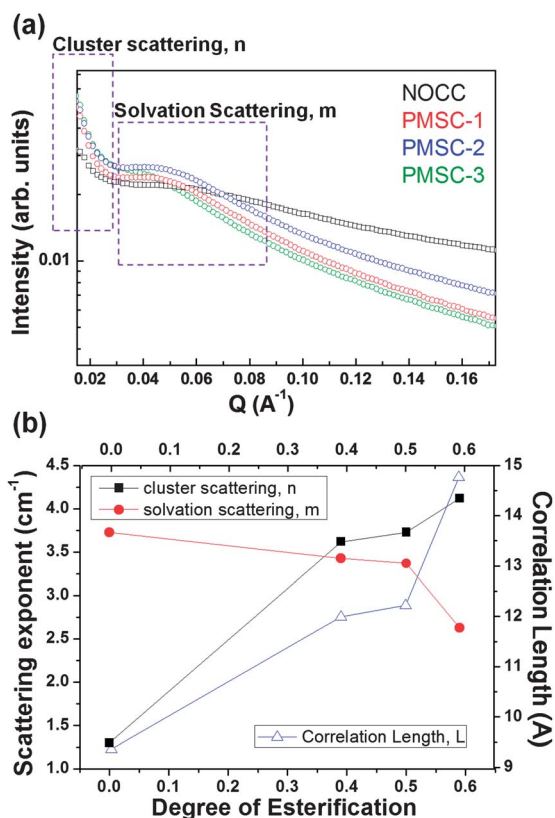 (a)
Cluster scattering, n
Solvation Scattering, m
NOCC
PMSC-1
PMSC-2
PMSC-3
Intensity (arb. units)
0.01
0.02 0.04 0.06 0.08 0.10 0.12 0.14 0.16
Q (A⁻¹)
(b)
0.0 0.1 0.2 0.3 0.4 0.5 0.6
Scattering exponent (cm⁻¹)
4.5
4.0
3.5
3.0
2.5
2.0
1.5
1.0
cluster scattering, n
solvation scattering, m
Correlation Length, L
15
14
13
12
11
10
9
Correlation Length (A)
0.0 0.1 0.2 0.3 0.4 0.5 0.6
Degree of Esterification